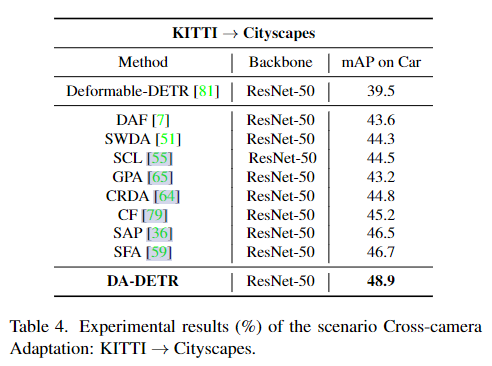 KITTI → Cityscapes
Method Backbone mAP on Car
Deformable-DETR [81] ResNet-50 39.5
DAF [7] ResNet-50 43.6
SWDA [51] ResNet-50 44.3
SCL [55] ResNet-50 44.5
GPA [65] ResNet-50 43.2
CRDA [64] ResNet-50 44.8
CF [79] ResNet-50 45.2
SAP [36] ResNet-50 46.5
SFA [59] ResNet-50 46.7
DA-DETR ResNet-50 48.9
Table 4. Experimental results (%) of the scenario Cross-camera
Adaptation: KITTI → Cityscapes.